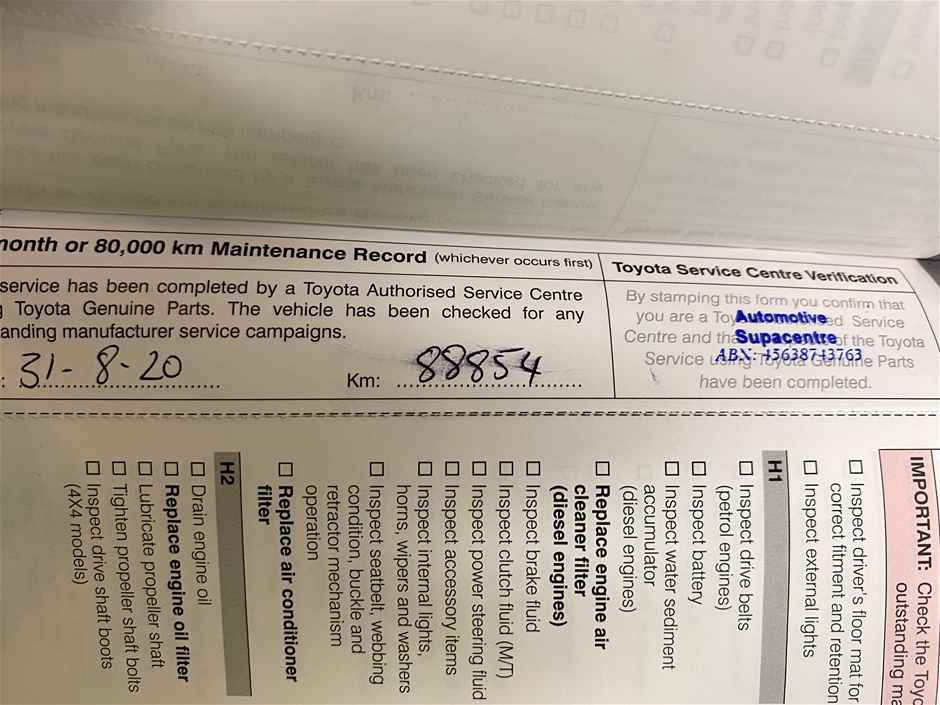 month or 80,000 km Maintenance Record (whichever occurs first)
service has been completed by a Toyota Authorised Service Centre
Toyota Genuine Parts. The vehicle has been checked for any
anding manufacturer service campaigns.
: 31-8-20
Km: 88854
Toyota Service Centre Verification
By stamping this form you confirm that
you are a Toy Automotive ed Service
Centre and tha Supacentre of the Toyota
Service using Toyota Genuine Parts
ABN: 45638743763
have been completed.
IMPORTANT: Check the Toyo
outstanding ma
Inspect driver's floor mat for
correct fitment and retention
Inspect external lights
H1
Inspect drive belts
(petrol engines)
Inspect battery
Inspect water sediment
accumulator
(diesel engines)
Replace engine air
cleaner filter
(diesel engines)
Inspect brake fluid
Inspect clutch fluid (M/T)
Inspect power steering fluid
Inspect accessory items
Inspect internal lights,
horns, wipers and washers
Inspect seatbelt, webbing
condition, buckle and
retractor mechanism
operation
Replace air conditioner
filter
H2
Drain engine oil
Replace engine oil filter
Lubricate propeller shaft
Tighten propeller shaft bolts
Inspect drive shaft boots
(4X4 models)